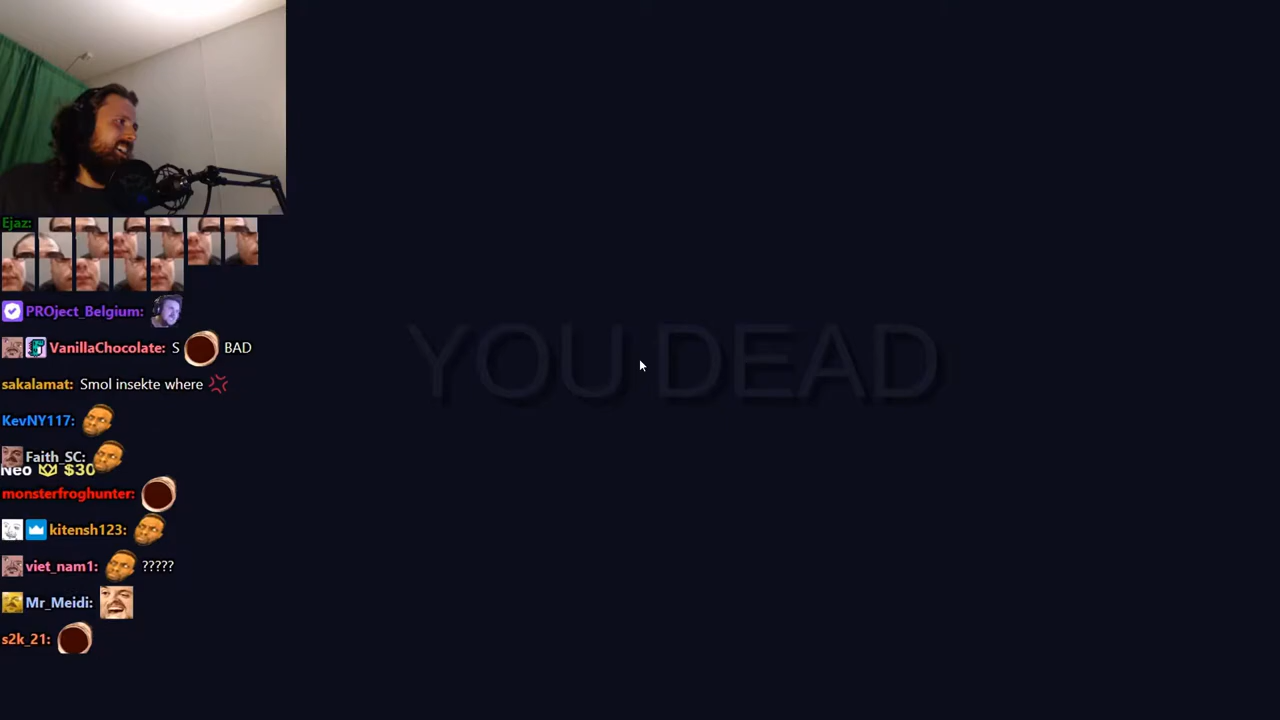 Ejaz:
PROject_Belgium:
VanillaChocolate: S BAD
sakalamat: Smol insekte where
KevNY117:
Faith_SC:
Neo $30
monsterfroghunter:
kitensh123:
viet_nam1: ?????
Mr_Meidi:
s2k_21:
YOU DEAD